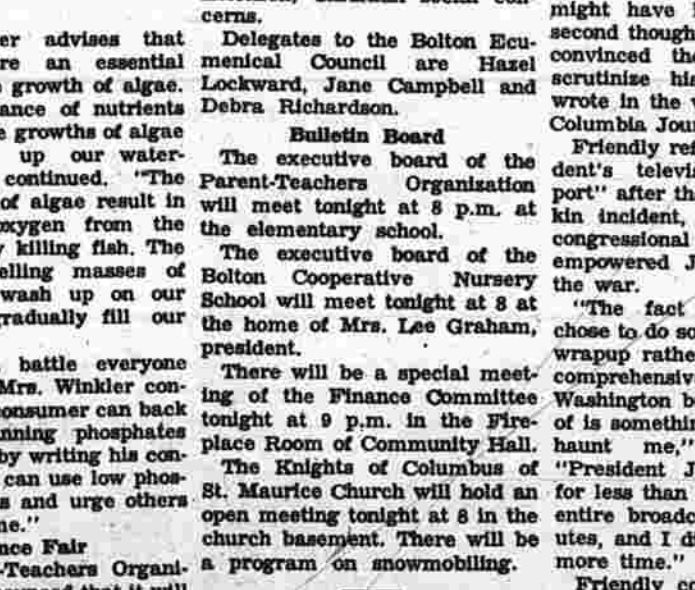 er advises that
re an essential
growth of algae.
ance of nutrients
e growths of algae
up our water-
continued. "The
of algae result in
oxygen from the
y killing fish. The
elling masses of
wash up on our
gradually fill our
battle everyone
Mrs. Winkler con-
onsumer can back
nning phosphates
by writing his con-
can use low phos-
s and urge others
me."
nce Fair
-Teachers Organi-
cerns.
Delegates to the Bolton Ecu-
menical Council are Hazel
Lockward, Jane Campbell and
Debra Richardson.
Bulletin Board
The executive board of the
Parent-Teachers Organization
will meet tonight at 8 p.m. at
the elementary school.
The executive board of the
Bolton Cooperative Nursery
School will meet tonight at 8 at
the home of Mrs. Lee Graham,
president.
There will be a special meet-
ing of the Finance Committee
tonight at 9 p.m. in the Fire-
place Room of Community Hall.
The Knights of Columbus of
St. Maurice Church will hold an
open meeting tonight at 8 in the
church basement. There will be
a program on snowmobiling.
might have
second though
convinced the
scrutinize his
wrote in the
Columbia Jour
Friendly ref
dent's televis
port" after th
kin incident,
congressional
empowered J
the war.
"The fact
chose to do so
wrapup rathe
comprehensiv
Washington b
of is somethin
haunt me,"
"President J
for less than
entire broadc
utes, and I di
more time."
Friendly co